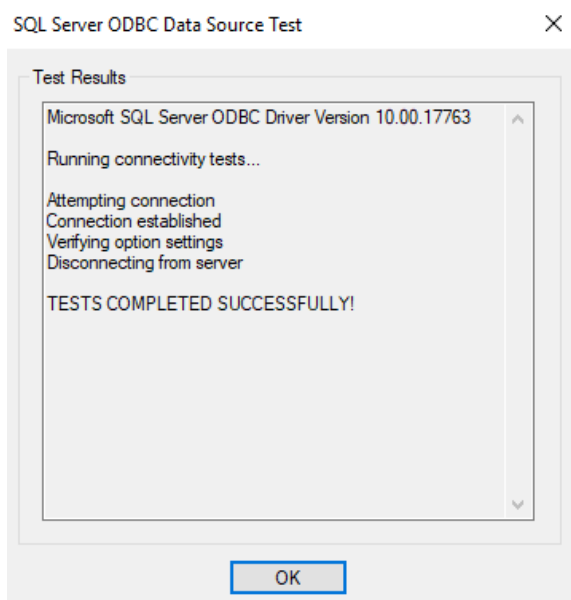 SQL Server ODBC Data Source Test
Test Results
Microsoft SQL Server ODBC Driver Version 10.00.17763
Running connectivity tests...
Attempting connection
Connection established
Verifying option settings
Disconnecting from server
TESTS COMPLETED SUCCESSFULLY!
OK